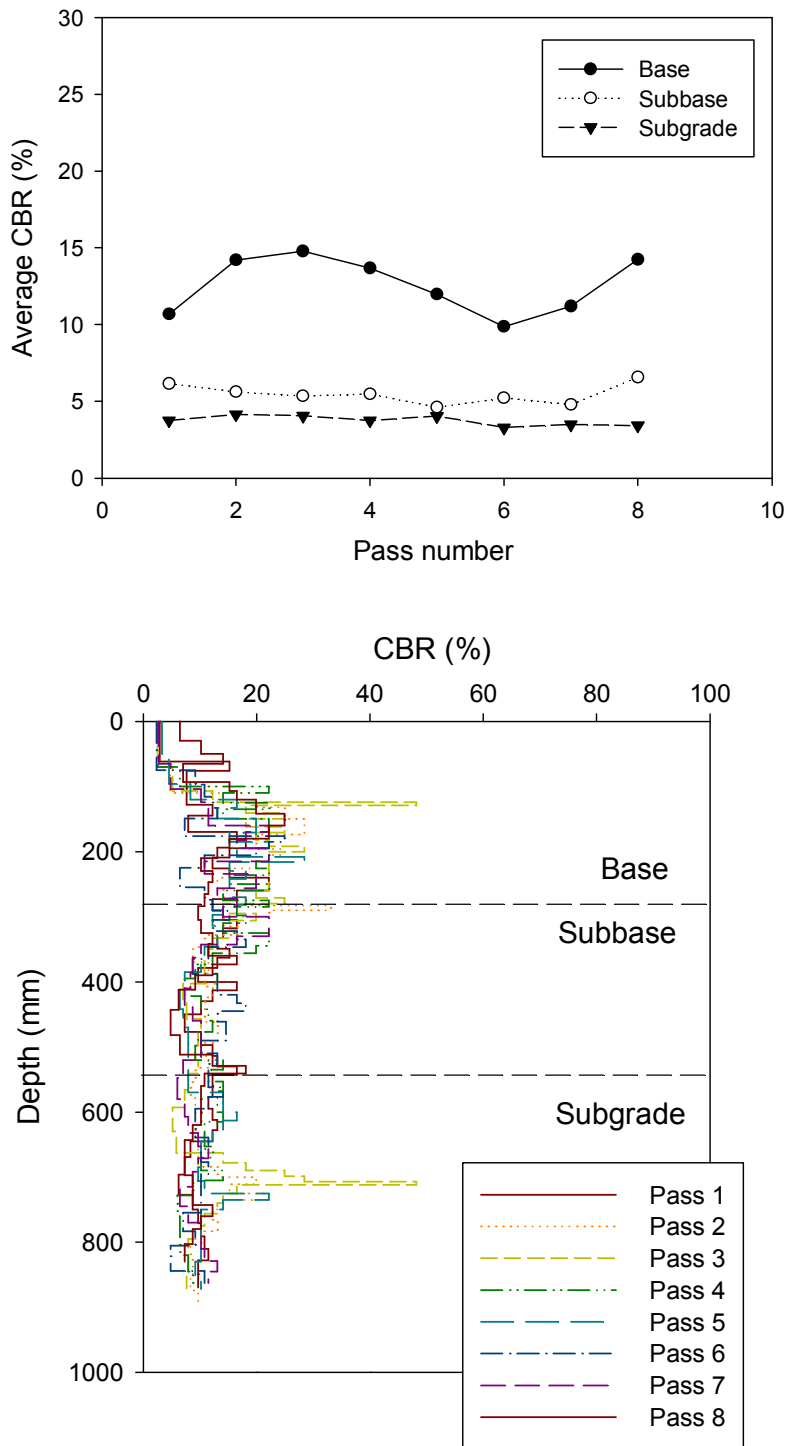 30
25
20
15
10
5
0
Average CBR (%)
Base
Subbase
Subgrade
0 2 4 6 8 10
Pass number
CBR (%)
0 20 40 60 80 100
0
200
400
600
800
1000
Depth (mm)
Base
Subbase
Subgrade
Pass 1
Pass 2
Pass 3
Pass 4
Pass 5
Pass 6
Pass 7
Pass 8